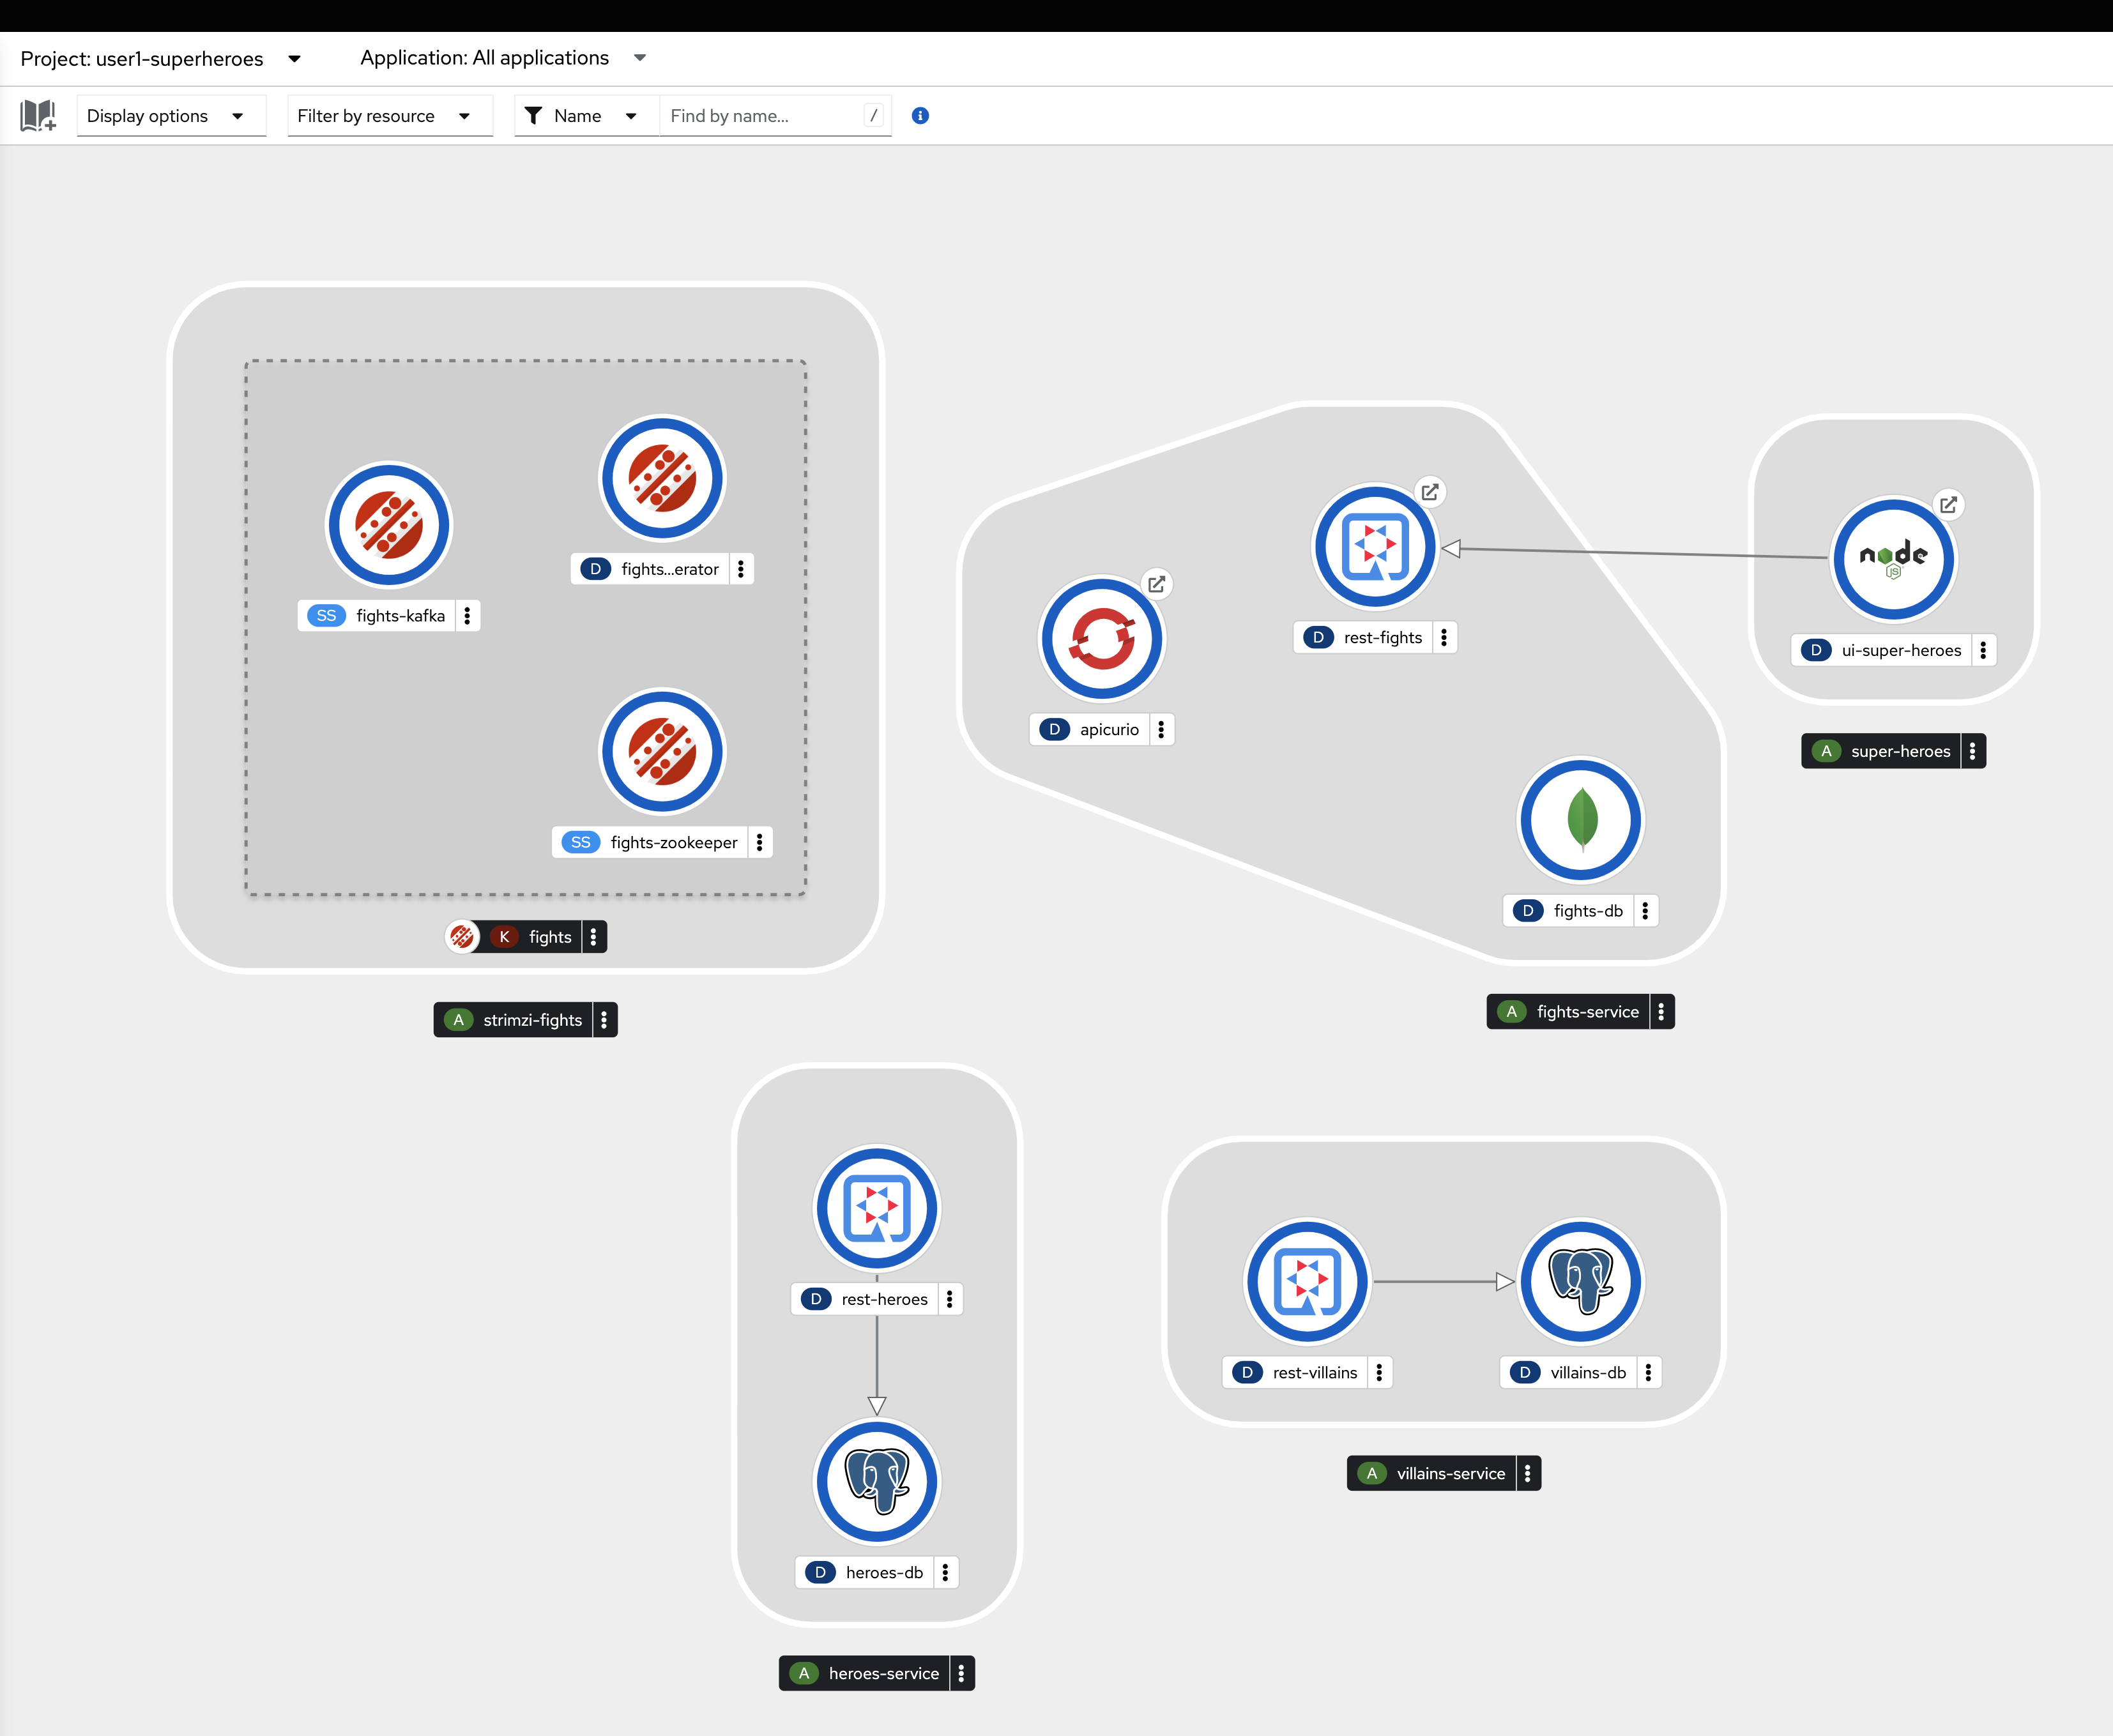 Project: user1-superheroes
Application: All applications
Display options
Filter by resource
Name
Find by name...
/
i
D fights...erator
SS fights-kafka
SS fights-zookeeper
K fights
A strimzi-fights
D rest-fights
D apicurio
D fights-db
A fights-service
node
JS
D ui-super-heroes
A super-heroes
D rest-heroes
D heroes-db
A heroes-service
D rest-villains
D villains-db
A villains-service